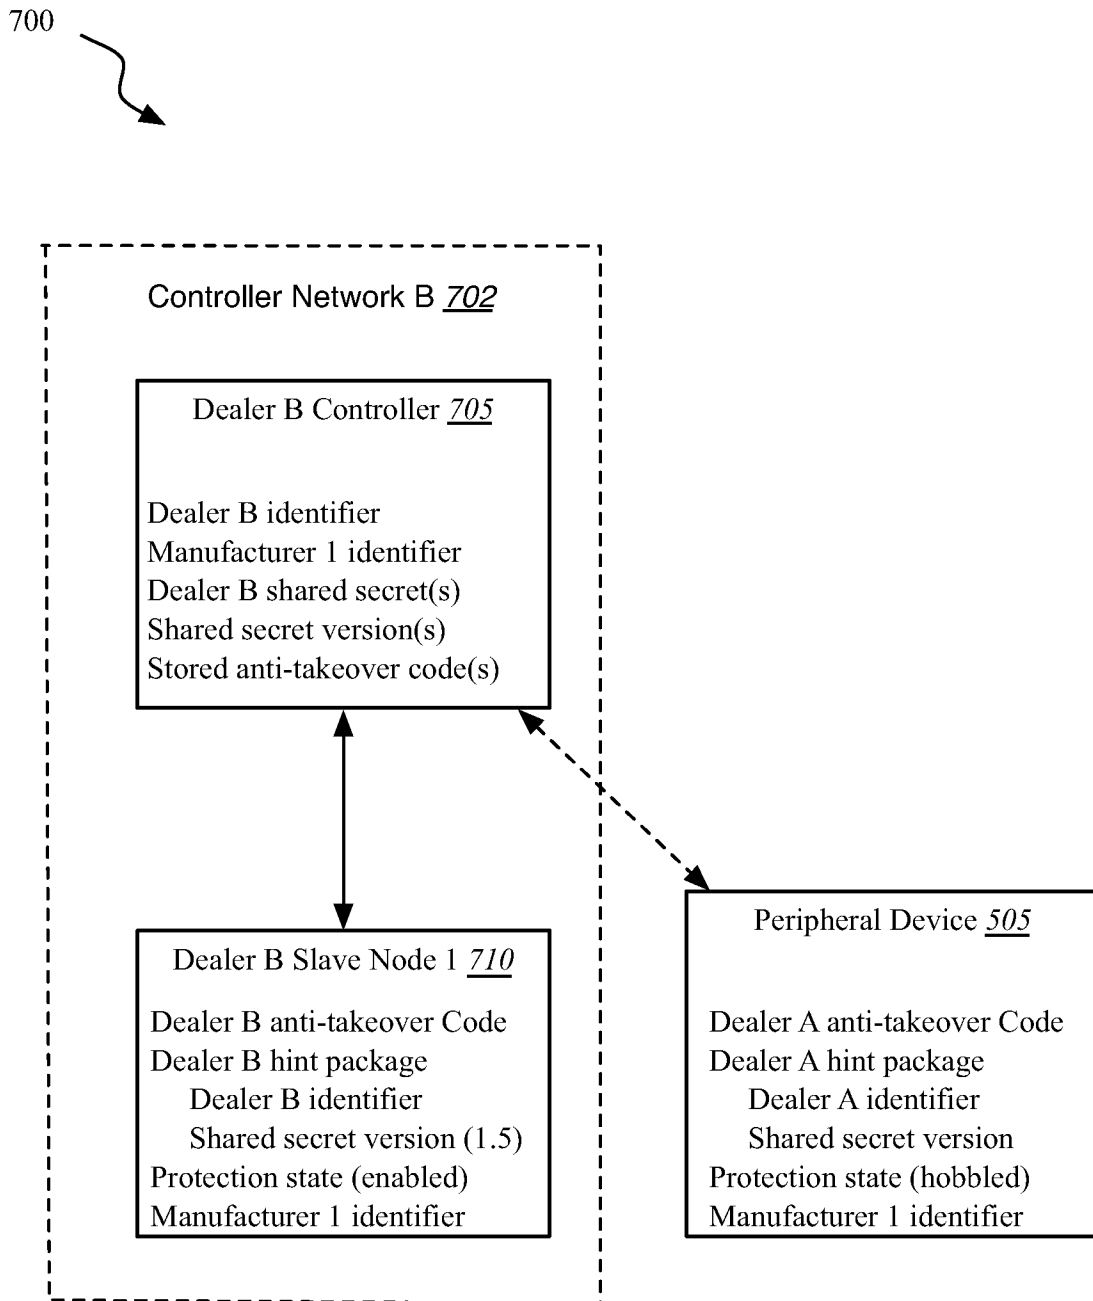 700
Controller Network B 702
Dealer B Controller 705
Dealer B identifier
Manufacturer 1 identifier
Dealer B shared secret(s)
Shared secret version(s)
Stored anti-takeover code(s)
Dealer B Slave Node 1 710
Dealer B anti-takeover Code
Dealer B hint package
Dealer B identifier
Shared secret version (1.5)
Protection state (enabled)
Manufacturer 1 identifier
Peripheral Device 505
Dealer A anti-takeover Code
Dealer A hint package
Dealer A identifier
Shared secret version
Protection state (hobbled)
Manufacturer 1 identifier